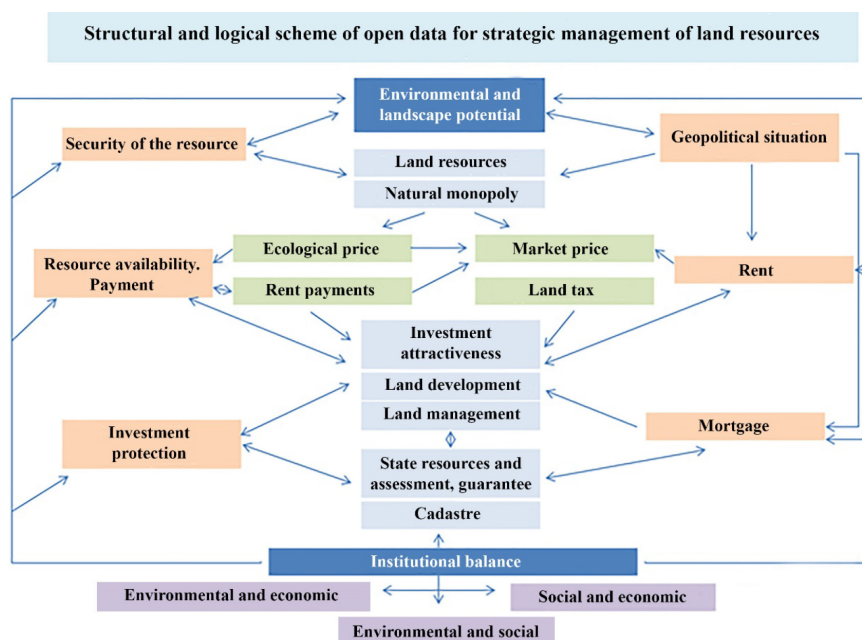 Structural and logical scheme of open data for strategic management of land resources
Environmental and
landscape potential
Security of the resource
Geopolitical situation
Land resources
Natural monopoly
Ecological price
Market price
Resource availability.
Payment
Rent
Rent payments
Land tax
Investment
attractiveness
Land development
Land management
Investment
protection
Mortgage
State resources and
assessment, guarantee
Cadastre
Institutional balance
Environmental and economic
Social and economic
Environmental and social